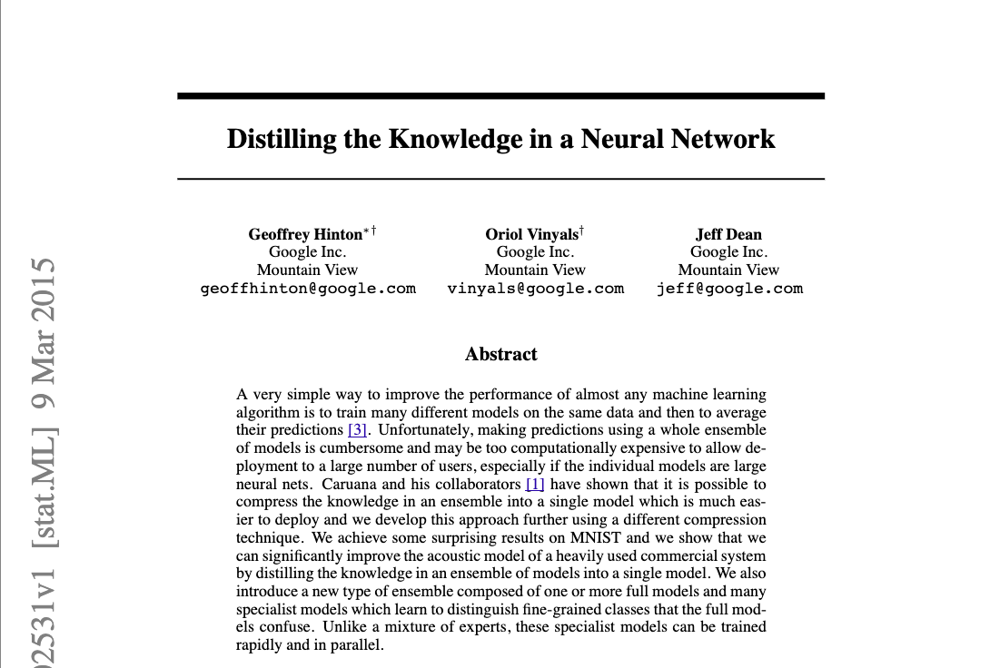 Distilling the Knowledge in a Neural Network
Geoffrey Hinton∗†
Google Inc.
Mountain View
geoffhinton@google.com
Oriol Vinyals†
Google Inc.
Mountain View
vinyals@google.com
Jeff Dean
Google Inc.
Mountain View
jeff@google.com
Abstract
A very simple way to improve the performance of almost any machine learning
algorithm is to train many different models on the same data and then to average
their predictions [3]. Unfortunately, making predictions using a whole ensemble
of models is cumbersome and may be too computationally expensive to allow de-
ployment to a large number of users, especially if the individual models are large
neural nets. Caruana and his collaborators [1] have shown that it is possible to
compress the knowledge in an ensemble into a single model which is much eas-
ier to deploy and we develop this approach further using a different compression
technique. We achieve some surprising results on MNIST and we show that we
can significantly improve the acoustic model of a heavily used commercial system
by distilling the knowledge in an ensemble of models into a single model. We also
introduce a new type of ensemble composed of one or more full models and many
specialist models which learn to distinguish fine-grained classes that the full mod-
els confuse. Unlike a mixture of experts, these specialist models can be trained
rapidly and in parallel.
2531v1 [stat.ML] 9 Mar 2015